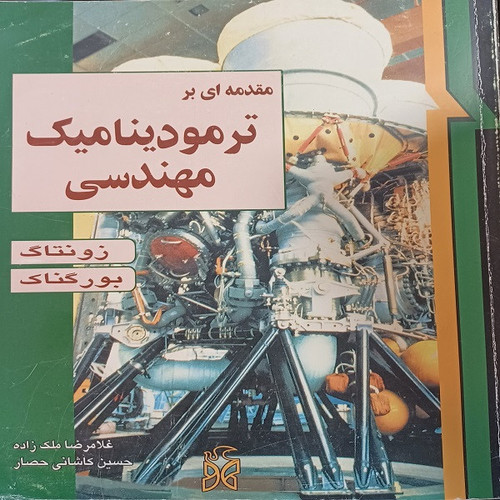 مقدمه ای بر
ترمودینامیک
مهندسی
زونتاگ
بورگناک
غلامرضا ملک زاده
حسین کاشانی حصار